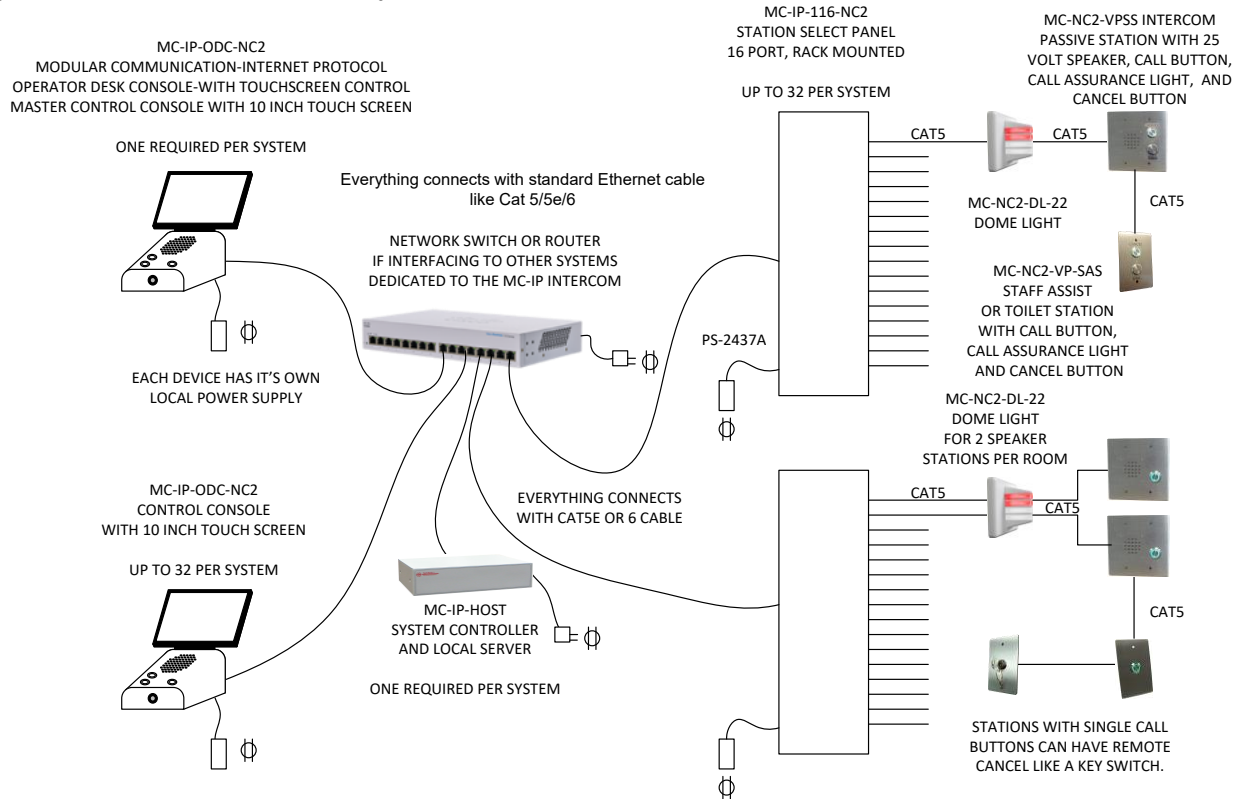 MC-IP-ODC-NC2
MODULAR COMMUNICATION-INTERNET PROTOCOL
OPERATOR DESK CONSOLE-WITH TOUCHSCREEN CONTROL
MASTER CONTROL CONSOLE WITH 10 INCH TOUCH SCREEN
ONE REQUIRED PER SYSTEM
EACH DEVICE HAS IT'S OWN
LOCAL POWER SUPPLY
MC-IP-ODC-NC2
CONTROL CONSOLE
WITH 10 INCH TOUCH SCREEN
UP TO 32 PER SYSTEM
Everything connects with standard Ethernet cable
like Cat 5/5e/6
NETWORK SWITCH OR ROUTER
IF INTERFACING TO OTHER SYSTEMS
DEDICATED TO THE MC-IP INTERCOM
EVERYTHING CONNECTS
WITH CAT5E OR 6 CABLE
MC-IP-HOST
SYSTEM CONTROLLER
AND LOCAL SERVER
ONE REQUIRED PER SYSTEM
MC-IP-116-NC2
STATION SELECT PANEL
16 PORT, RACK MOUNTED
UP TO 32 PER SYSTEM
PS-2437A
CAT5
CAT5
MC-NC2-VPSS INTERCOM
PASSIVE STATION WITH 25
VOLT SPEAKER, CALL BUTTON,
CALL ASSURANCE LIGHT, AND
CANCEL BUTTON
MC-NC2-DL-22
DOME LIGHT
CAT5
MC-NC2-VP-SAS
STAFF ASSIST
OR TOILET STATION
WITH CALL BUTTON,
CALL ASSURANCE LIGHT
AND CANCEL BUTTON
MC-NC2-DL-22
DOME LIGHT
FOR 2 SPEAKER
STATIONS PER ROOM
CAT5
CAT5
CAT5
STATIONS WITH SINGLE CALL
BUTTONS CAN HAVE REMOTE
CANCEL LIKE A KEY SWITCH.